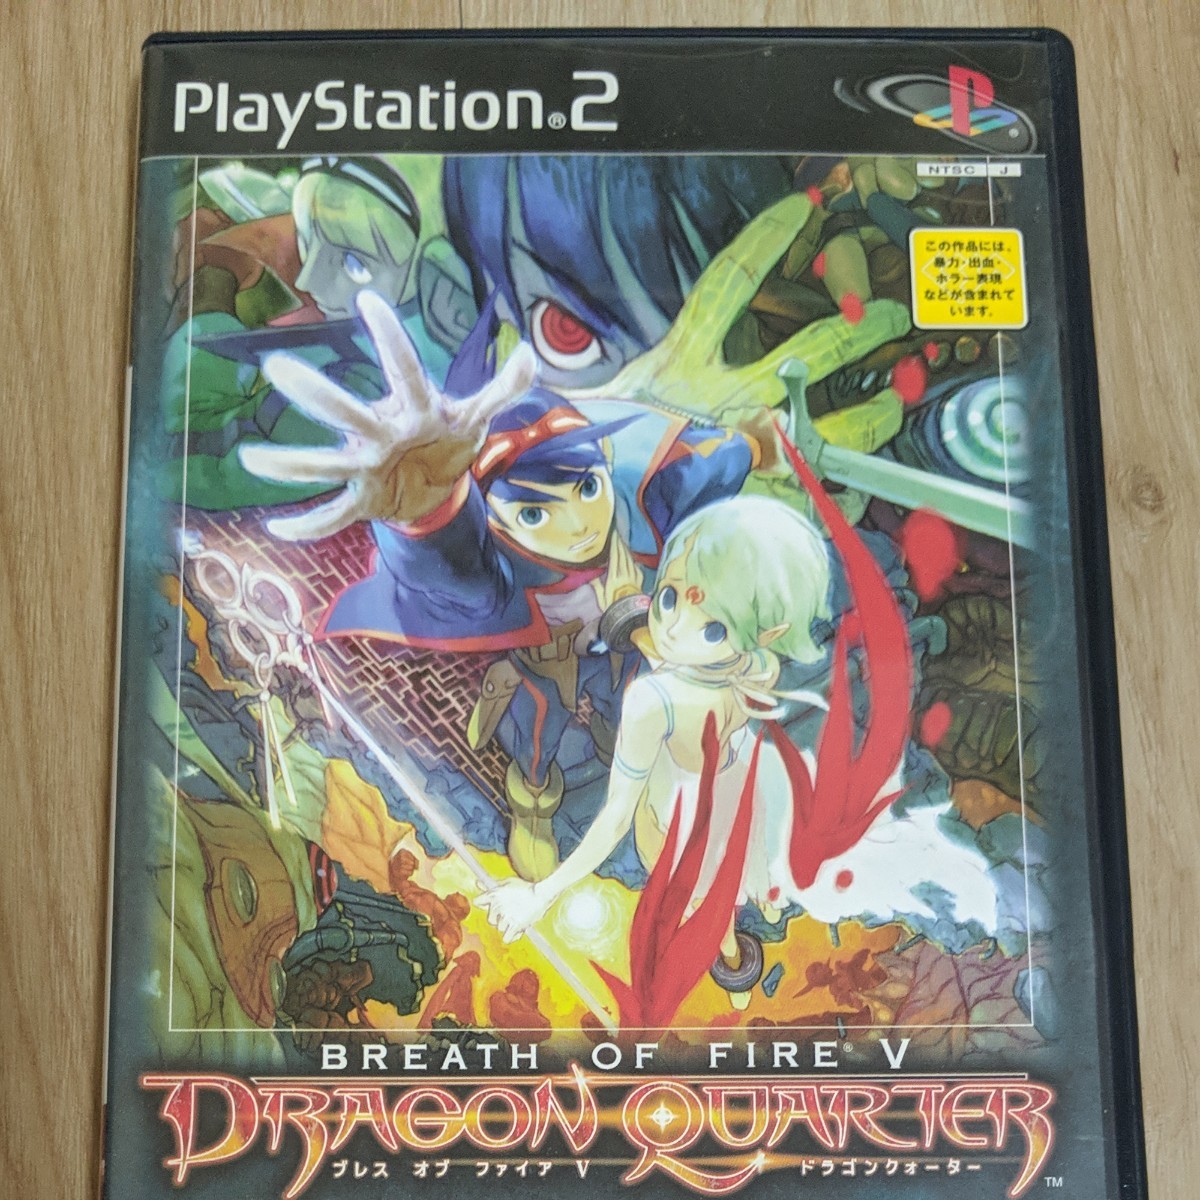 PlayStation®2
®
NTSC J
この作品には、
暴力・出血・
ホラー表現
などが含まれて
います。
BREATH OF FIRE® V
DRAGON QUARTER
ブレス オブ ファイア V ドラゴンクォーター
TM